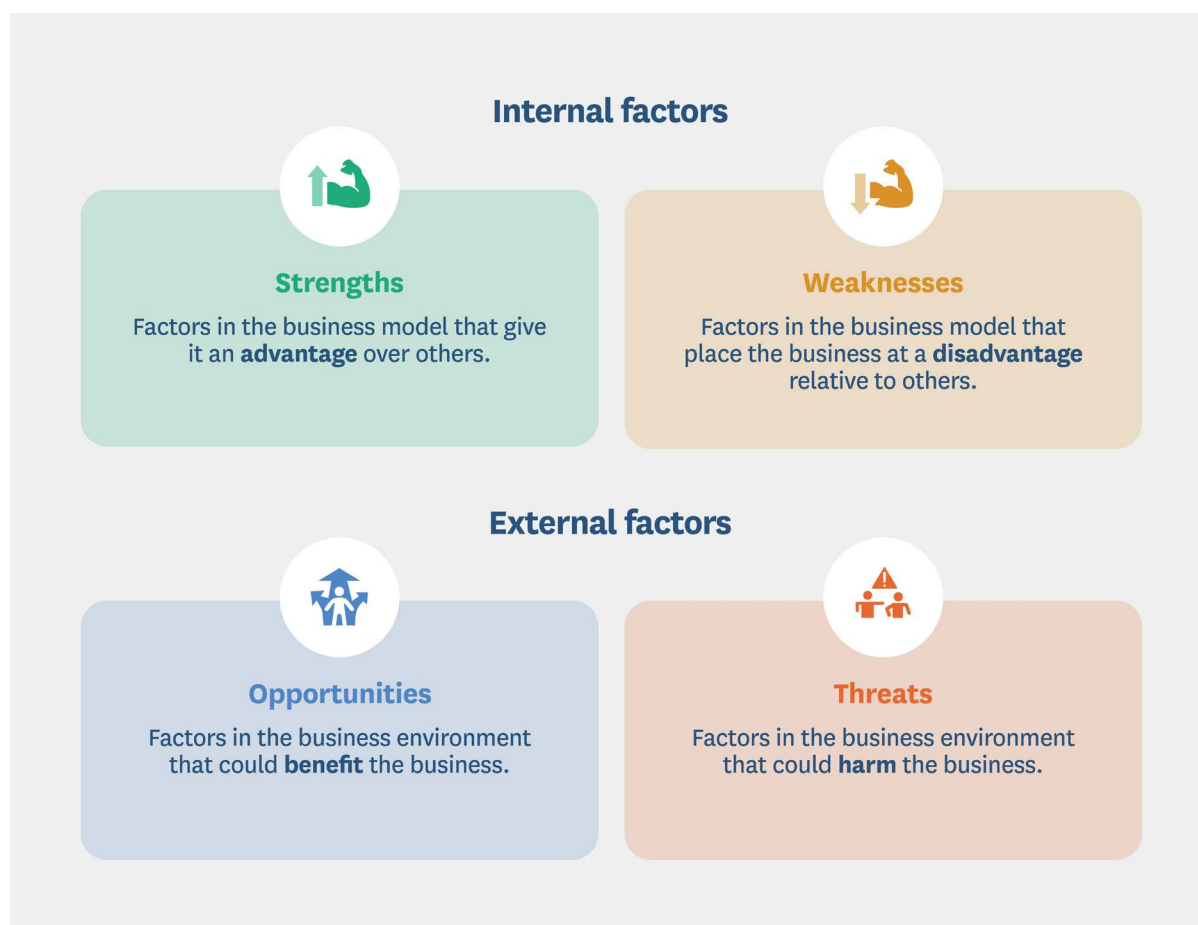 Internal factors
Strengths
Factors in the business model that give
it an advantage over others.
Weaknesses
Factors in the business model that
place the business at a disadvantage
relative to others.
External factors
Opportunities
Factors in the business environment
that could benefit the business.
Threats
Factors in the business environment
that could harm the business.